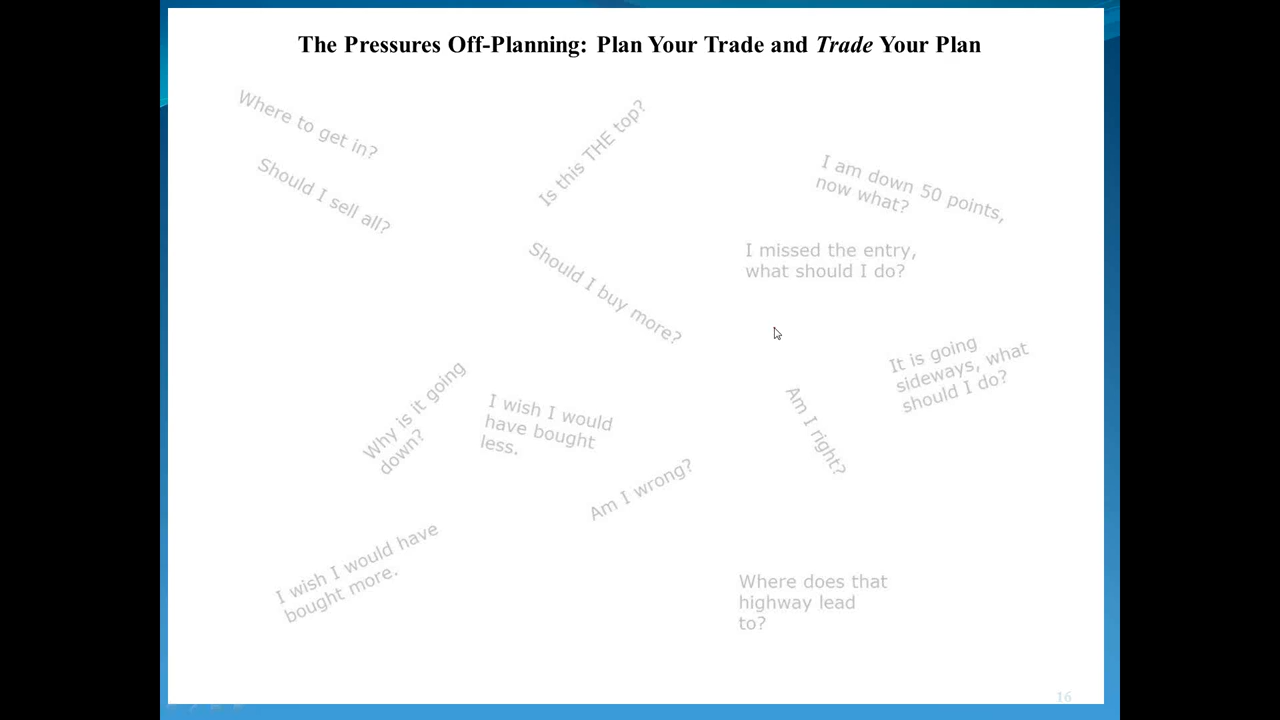 The Pressures Off-Planning: Plan Your Trade and Trade Your Plan
Where to get in?
Should I sell all?
Is this THE top?
I am down 50 points,
now what?
I missed the entry,
what should I do?
Should I buy more?
It is going
sideways, what
should I do?
Why is it going
down?
I wish I would
have bought
less.
Am I right?
Am I wrong?
I wish I would have
bought more.
Where does that
highway lead
to?
16